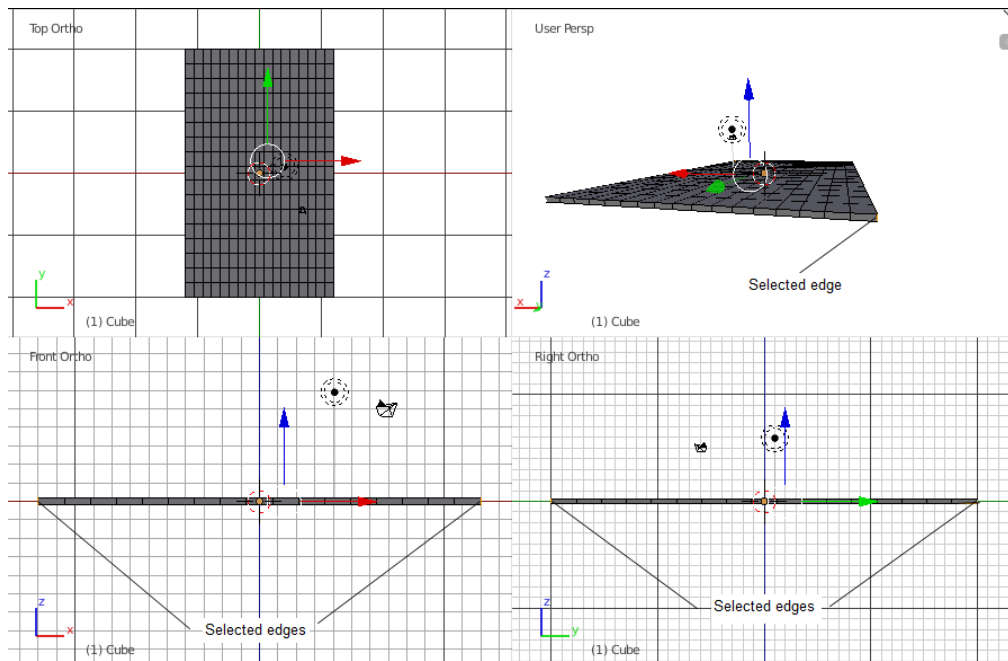 Top Ortho
User Persp
Selected edge
y
x
(1) Cube
z
x
y
(1) Cube
Front Ortho
Right Ortho
Selected edges
Selected edges
z
x
(1) Cube
z
y
(1) Cube